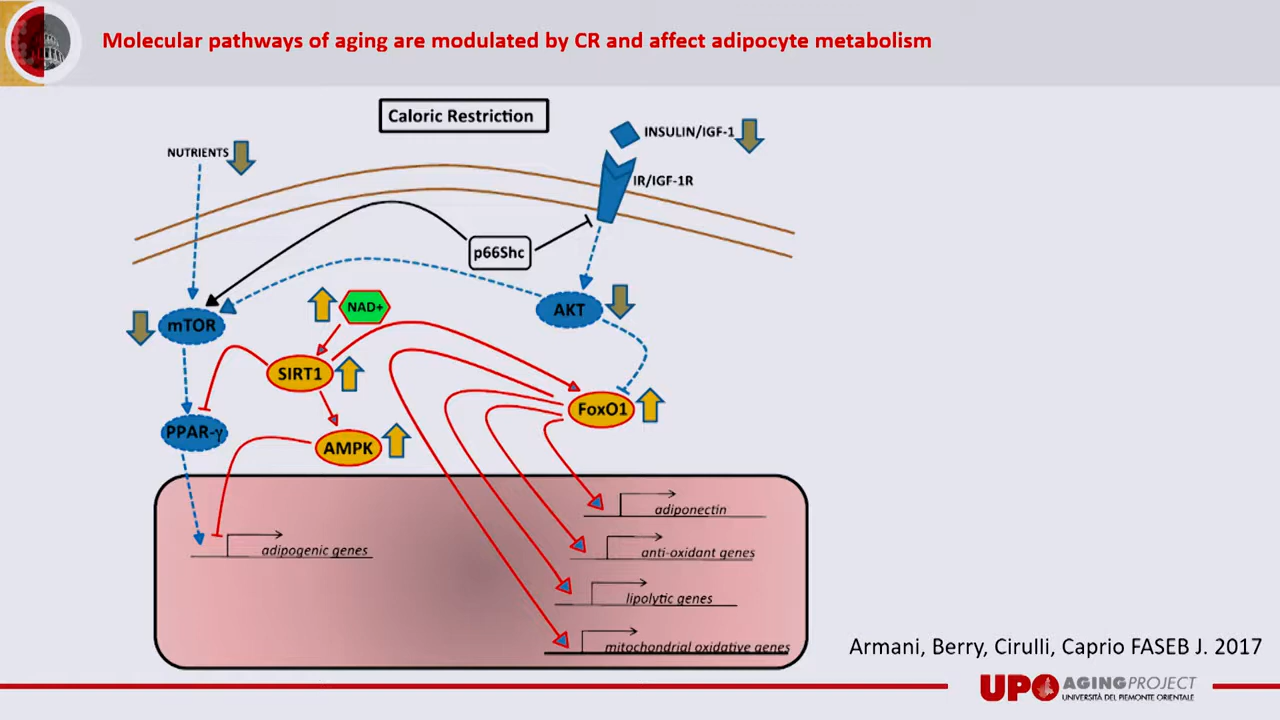 Molecular pathways of aging are modulated by CR and affect adipocyte metabolism
Caloric Restriction
INSULIN/IGF-1
NUTRIENTS
IR/IGF-1R
p66Shc
NAD+
AKT
mTOR
SIRT1
FoxO1
PPAR-γ
AMPK
adiponectin
adipogenic genes
anti-oxidant genes
lipolytic genes
mitochondrial oxidative genes
Armani, Berry, Cirulli, Caprio FASEB J. 2017
UPO AGING PROJECT
UNIVERSITÀ DEL PIEMONTE ORIENTALE